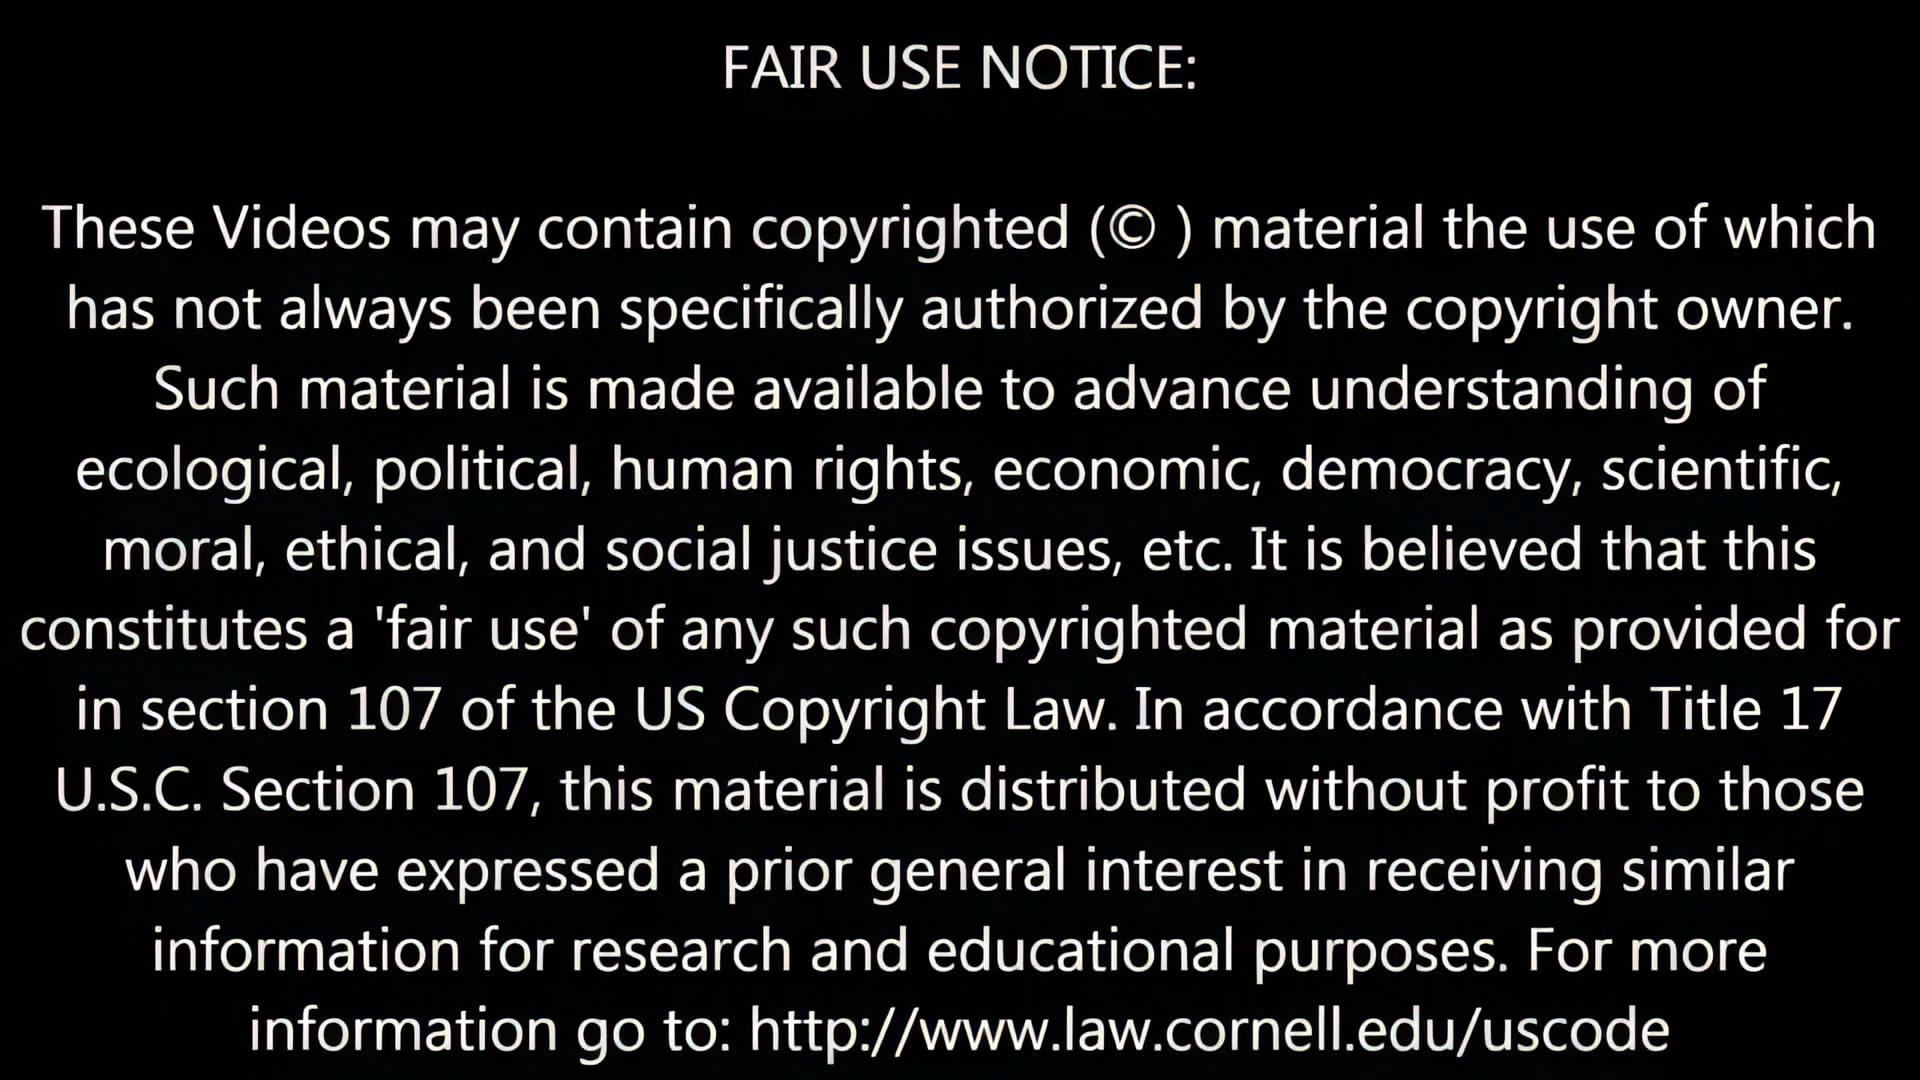 FAIR USE NOTICE:
These Videos may contain copyrighted (© ) material the use of which
has not always been specifically authorized by the copyright owner.
Such material is made available to advance understanding of
ecological, political, human rights, economic, democracy, scientific,
moral, ethical, and social justice issues, etc. It is believed that this
constitutes a 'fair use' of any such copyrighted material as provided for
in section 107 of the US Copyright Law. In accordance with Title 17
U.S.C. Section 107, this material is distributed without profit to those
who have expressed a prior general interest in receiving similar
information for research and educational purposes. For more
information go to: http://www.law.cornell.edu/uscode